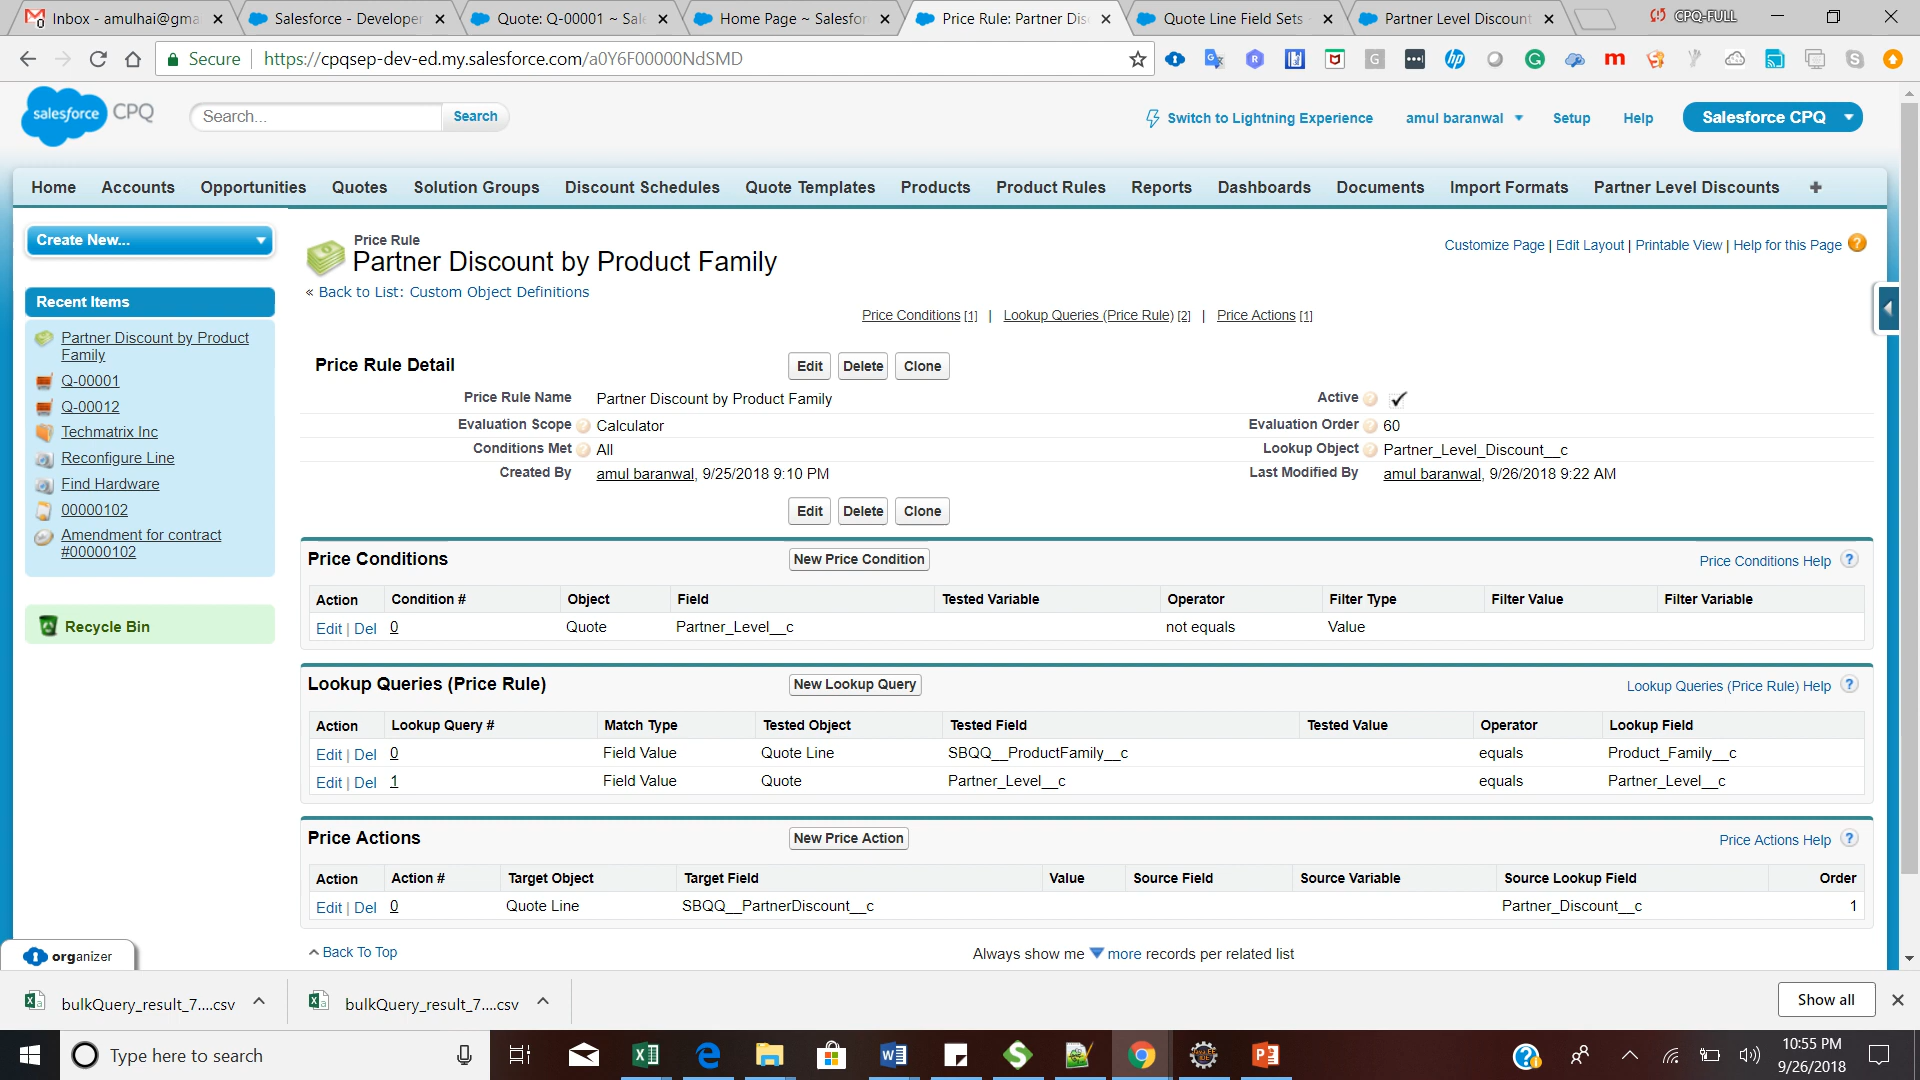 Inbox - amulhai@gma
Salesforce - Developer
Quote: Q-00001 ~ Sale
Home Page ~ Salesfor
Price Rule: Partner Dis
Quote Line Field Sets
Partner Level Discount
CPQ-FULL
Secure
https://cpqsep-dev-ed.my.salesforce.com/a0Y6F00000NdSMD
salesforce CPQ
Search...
Search
Switch to Lightning Experience
amul baranwal
Setup
Help
Salesforce CPQ
Home
Accounts
Opportunities
Quotes
Solution Groups
Discount Schedules
Quote Templates
Products
Product Rules
Reports
Dashboards
Documents
Import Formats
Partner Level Discounts
+
Create New...
Recent Items
Partner Discount by Product
Family
Q-00001
Q-00012
Techmatrix Inc
Reconfigure Line
Find Hardware
00000102
Amendment for contract
#00000102
Recycle Bin
Price Rule
Partner Discount by Product Family
« Back to List: Custom Object Definitions
Customize Page | Edit Layout | Printable View | Help for this Page
Price Conditions [1] | Lookup Queries (Price Rule) [2] | Price Actions [1]
Price Rule Detail
Edit Delete Clone
Price Rule Name Partner Discount by Product Family Active
Evaluation Scope Calculator Evaluation Order 60
Conditions Met All Lookup Object Partner_Level_Discount__c
Created By amul baranwal, 9/25/2018 9:10 PM Last Modified By amul baranwal, 9/26/2018 9:22 AM
Edit Delete Clone
Price Conditions New Price Condition Price Conditions Help ?
Action Condition # Object Field Tested Variable Operator Filter Type Filter Value Filter Variable
Edit | Del 0 Quote Partner_Level__c not equals Value
Lookup Queries (Price Rule) New Lookup Query Lookup Queries (Price Rule) Help ?
Action Lookup Query # Match Type Tested Object Tested Field Tested Value Operator Lookup Field
Edit | Del 0 Field Value Quote Line SBQQ__ProductFamily__c equals Product_Family__c
Edit | Del 1 Field Value Quote Partner_Level__c equals Partner_Level__c
Price Actions New Price Action Price Actions Help ?
Action Action # Target Object Target Field Value Source Field Source Variable Source Lookup Field Order
Edit | Del 0 Quote Line SBQQ__PartnerDiscount__c Partner_Discount__c 1
Back To Top
Always show me more records per related list
organizer
bulkQuery_result_7....csv
bulkQuery_result_7....csv
Show all
Type here to search
10:55 PM
9/26/2018